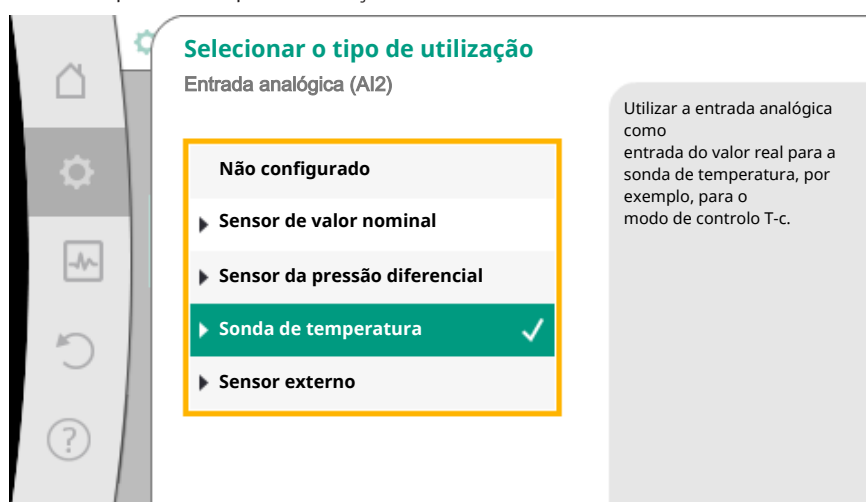 Selecionar o tipo de utilização
Entrada analógica (AI2)
Não configurado
Sensor de valor nominal
Sensor da pressão diferencial
Sonda de temperatura
Sensor externo
Utilizar a entrada analógica
como
entrada do valor real para a
sonda de temperatura, por
exemplo, para o
modo de controlo T-c.
?